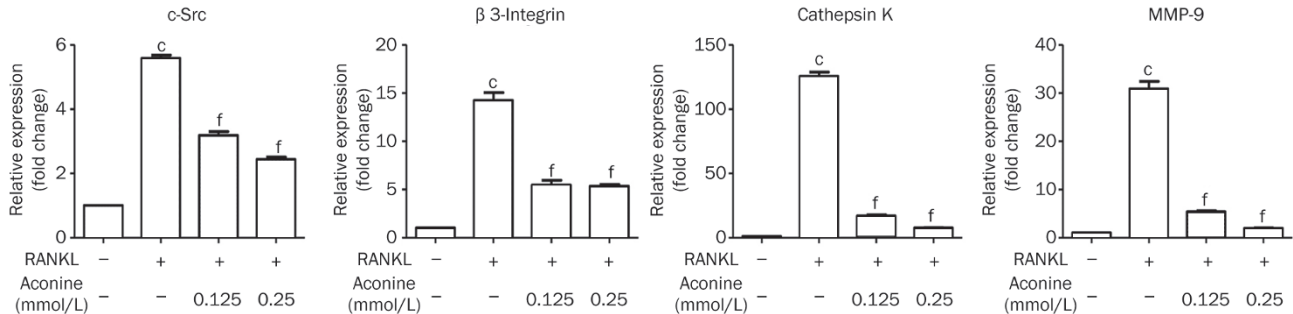 c-Src
Relative expression
(fold change)
6
4
2
0
c
f
f
RANKL – + + +
Aconine
(mmol/L) – – 0.125 0.25
β 3-Integrin
Relative expression
(fold change)
20
15
10
5
0
c
f
f
RANKL – + + +
Aconine
(mmol/L) – – 0.125 0.25
Cathepsin K
Relative expression
(fold change)
150
100
50
0
c
f
f
RANKL – + + +
Aconine
(mmol/L) – – 0.125 0.25
MMP-9
Relative expression
(fold change)
40
30
20
10
0
c
f
f
RANKL – + + +
Aconine
(mmol/L) – – 0.125 0.25